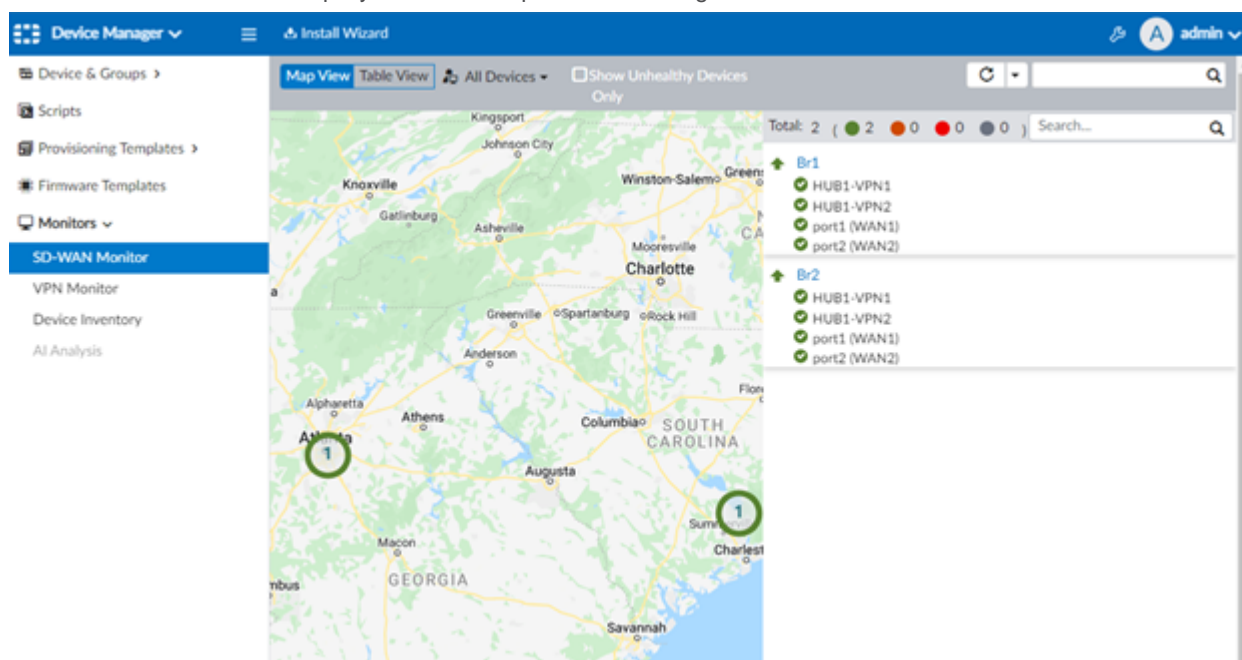 Device Manager
Install Wizard
A admin
Device & Groups
Scripts
Provisioning Templates
Firmware Templates
Monitors
SD-WAN Monitor
VPN Monitor
Device Inventory
AI Analysis
Map View Table View All Devices Show Unhealthy Devices Only
Total: 2 ( 2 0 0 0 ) Search...
Br1
HUB1-VPN1
HUB1-VPN2
port1 (WAN1)
port2 (WAN2)
Br2
HUB1-VPN1
HUB1-VPN2
port1 (WAN1)
port2 (WAN2)
Kingsport
Johnson City
Knoxville
Winston-Salem
Gatlinburg
Asheville
Mooresville
CA
Charlotte
Greenville
Spartanburg
Rock Hill
Anderson
Alpharetta
Athens
Columbia
SOUTH
CAROLINA
1
Augusta
1
Macon
GEORGIA
Savannah